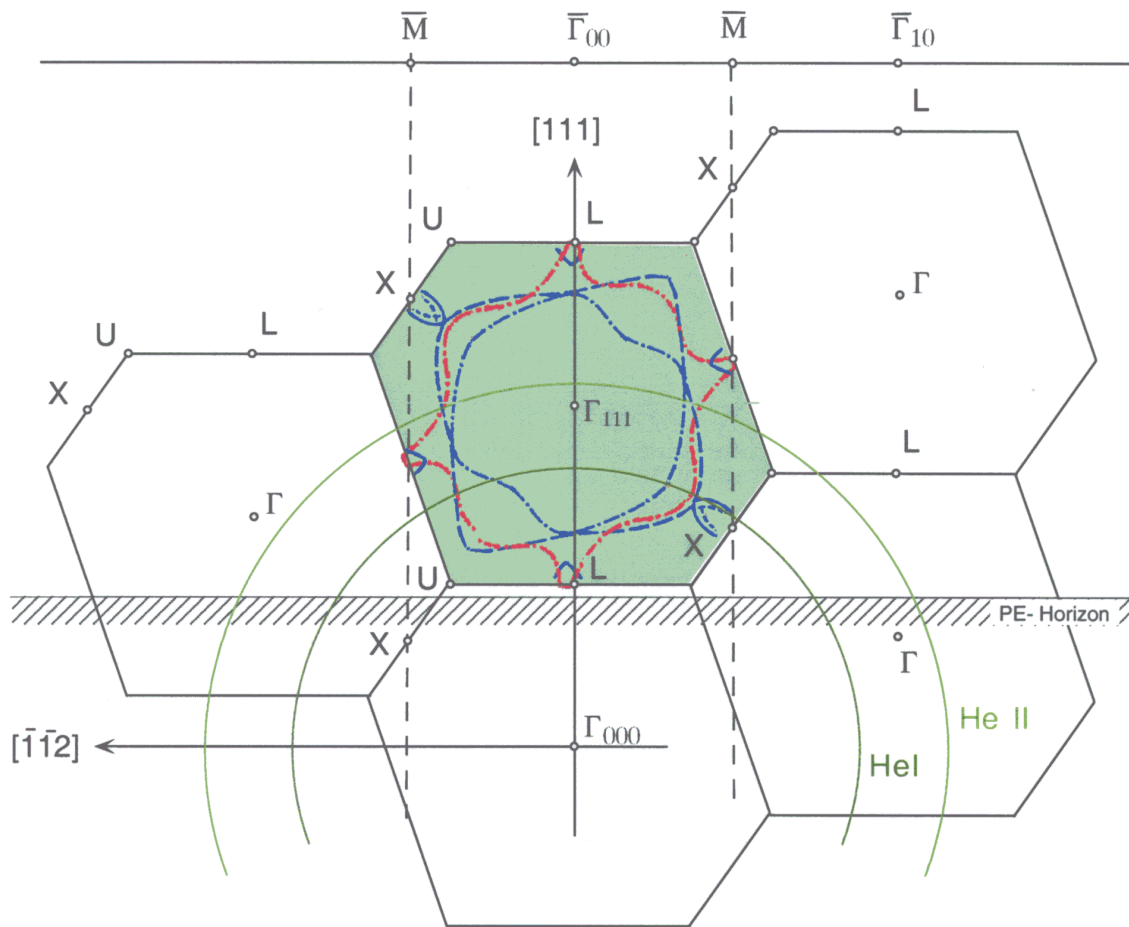 M̅ Γ̅₀₀ M̅ Γ̅₁₀
L
[111]
X
U L
X Γ
U L
X
Γ₁₁₁
L
Γ
X
U L
PE- Horizon
X Γ
He II
Γ₀₀₀
[1̅1̅2]
HeI